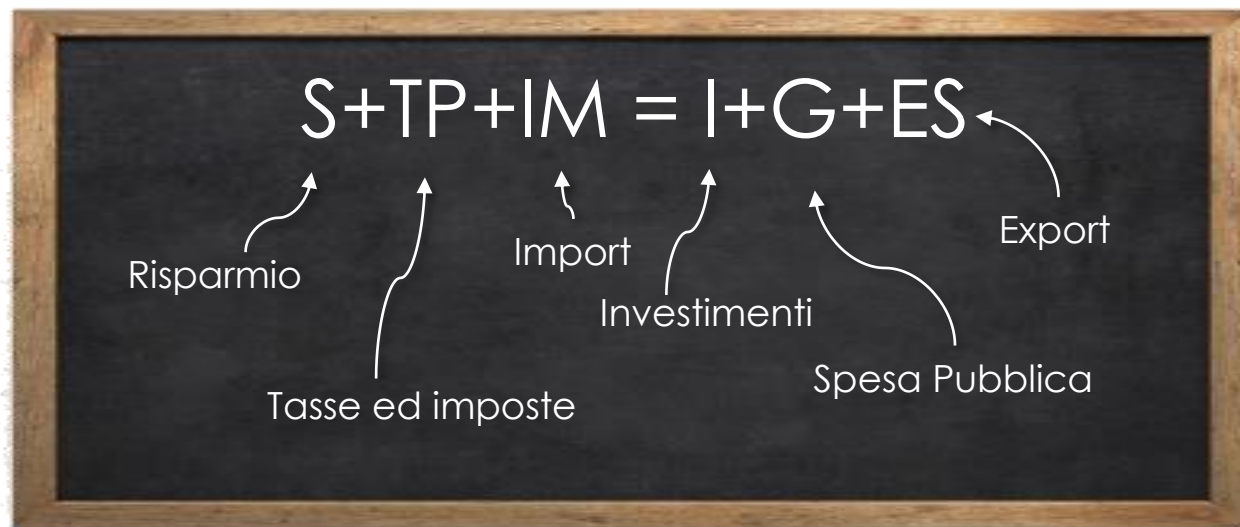 S+TP+IM = I+G+ES
Export
Import
Risparmio
Investimenti
Spesa Pubblica
Tasse ed imposte